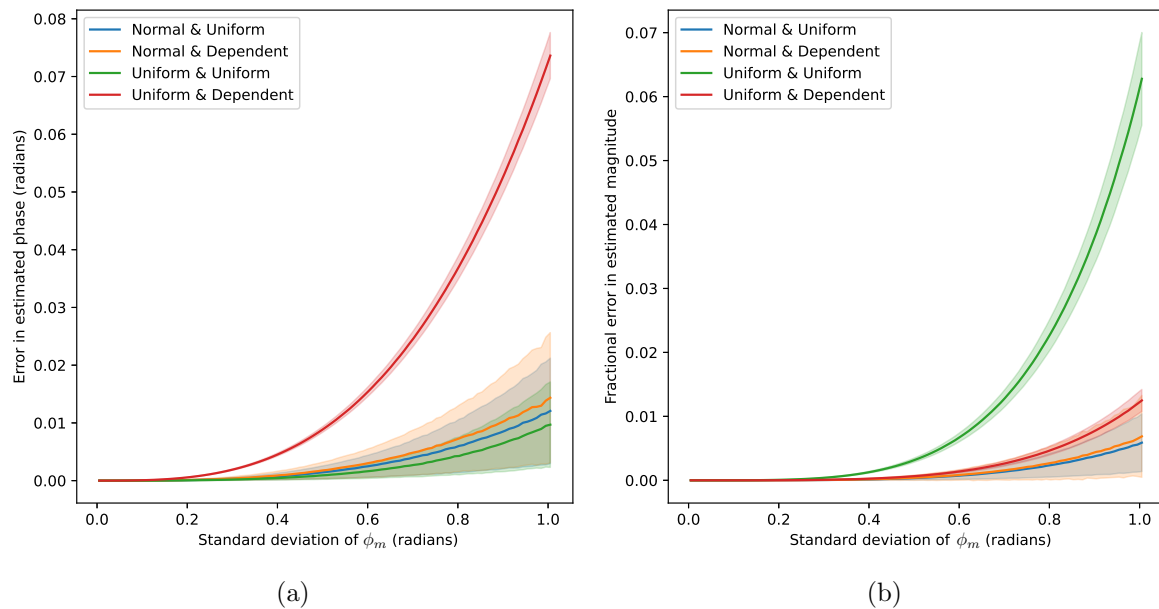 0.08
0.07
0.06
0.05
0.04
0.03
0.02
0.01
0.00
Error in estimated phase (radians)
Normal & Uniform
Normal & Dependent
Uniform & Uniform
Uniform & Dependent
0.0 0.2 0.4 0.6 0.8 1.0
Standard deviation of ϕₘ (radians)
(a)
0.07
0.06
0.05
0.04
0.03
0.02
0.01
0.00
Fractional error in estimated magnitude
Normal & Uniform
Normal & Dependent
Uniform & Uniform
Uniform & Dependent
0.0 0.2 0.4 0.6 0.8 1.0
Standard deviation of ϕₘ (radians)
(b)